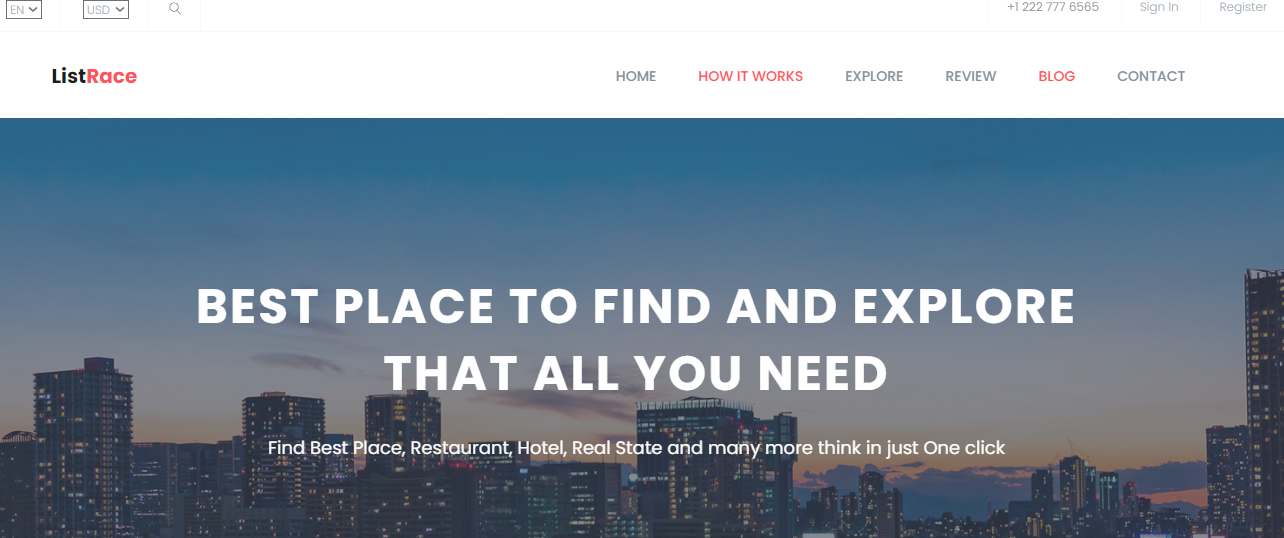 EN USD +1 222 777 6565 Sign In Register
ListRace HOME HOW IT WORKS EXPLORE REVIEW BLOG CONTACT
BEST PLACE TO FIND AND EXPLORE
THAT ALL YOU NEED
Find Best Place, Restaurant, Hotel, Real State and many more think in just One click